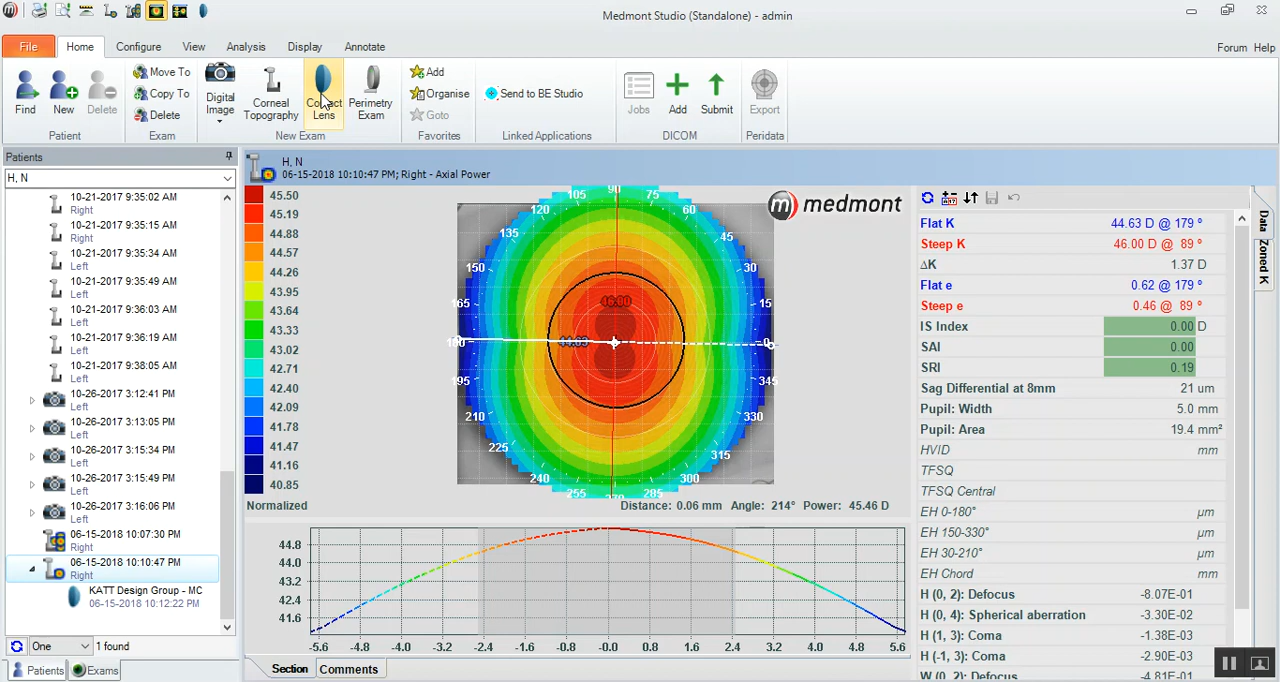 Medmont Studio (Standalone) - admin
File Home Configure View Analysis Display Annotate Forum Help
Find New Delete
Patient
Move To
Copy To
Delete
Exam
Digital Image
Corneal Topography
Contact Lens
Perimetry Exam
New Exam
Add
Organise
Goto
Favorites
Send to BE Studio
Linked Applications
Jobs Add Submit
DICOM
Export
Peridata
Patients
H, N
10-21-2017 9:35:02 AM
Right
10-21-2017 9:35:15 AM
Right
10-21-2017 9:35:34 AM
Left
10-21-2017 9:35:49 AM
Left
10-21-2017 9:36:03 AM
Left
10-21-2017 9:36:19 AM
Left
10-21-2017 9:38:05 AM
Left
10-26-2017 3:12:41 PM
Left
10-26-2017 3:13:05 PM
Left
10-26-2017 3:15:34 PM
Left
10-26-2017 3:15:49 PM
Left
10-26-2017 3:16:06 PM
Left
06-15-2018 10:07:30 PM
Right
06-15-2018 10:10:47 PM
Right
KATT Design Group - MC
06-15-2018 10:12:22 PM
One 1 found
Patients Exams
H, N
06-15-2018 10:10:47 PM; Right - Axial Power
45.50
45.19
44.88
44.57
44.26
43.95
43.64
43.33
43.02
42.71
42.40
42.09
41.78
41.47
41.16
40.85
Normalized
medmont
90
105 75
120 60
135 45
150 30
165 15
180 0
195 345
210 330
225 315
240 300
255 270 285
46.00
44.63
Distance: 0.06 mm Angle: 214° Power: 45.46 D
44.8
44.0
43.2
42.4
41.6
-5.6 -4.8 -4.0 -3.2 -2.4 -1.6 -0.8 -0.0 0.8 1.6 2.4 3.2 4.0 4.8 5.6
Section Comments
Flat K 44.63 D @ 179 °
Steep K 46.00 D @ 89 °
ΔK 1.37 D
Flat e 0.62 @ 179 °
Steep e 0.46 @ 89 °
IS Index 0.00 D
SAI 0.00
SRI 0.19
Sag Differential at 8mm 21 um
Pupil: Width 5.0 mm
Pupil: Area 19.4 mm²
HVID mm
TFSQ
TFSQ Central
EH 0-180° µm
EH 150-330° µm
EH 30-210° µm
EH Chord mm
H (0, 2): Defocus -8.07E-01
H (0, 4): Spherical aberration -3.30E-02
H (1, 3): Coma -1.38E-03
H (-1, 3): Coma -2.90E-03
W (0, 2): Defocus -4.81E-01
Data
Zoned K